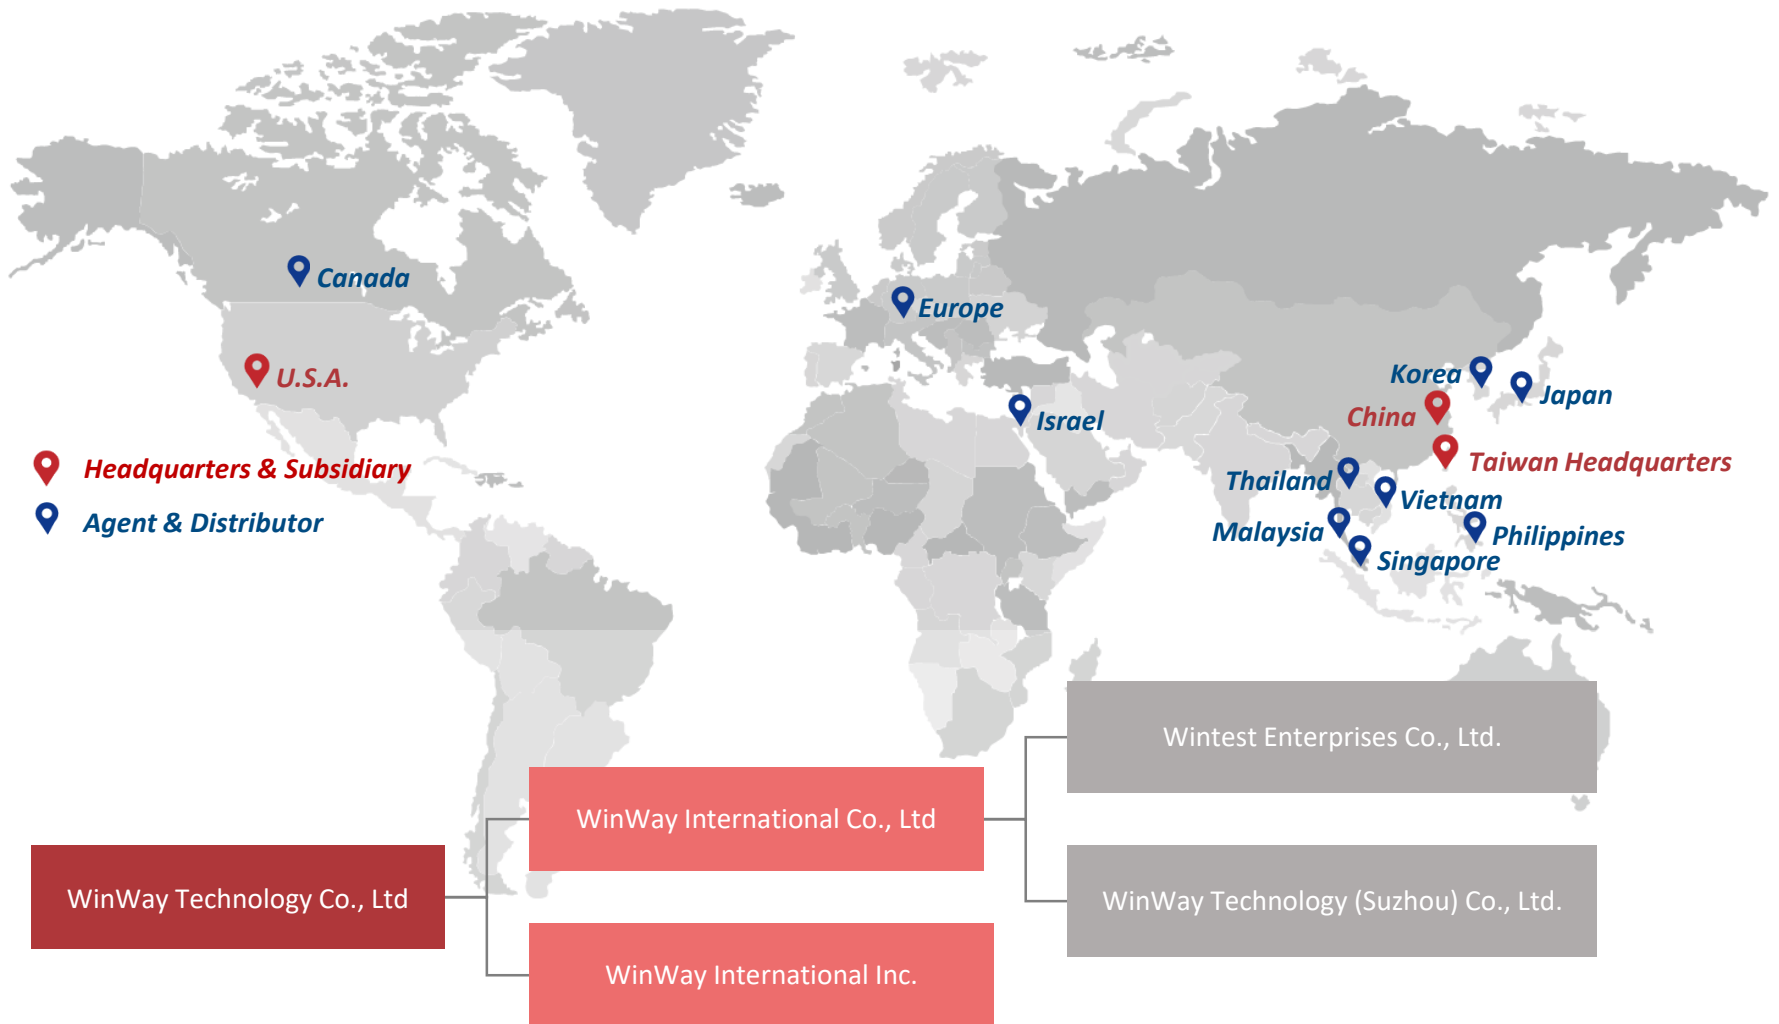 Canada
Europe
U.S.A.
Korea
Japan
Israel
China
Headquarters & Subsidiary
Taiwan Headquarters
Thailand
Vietnam
Agent & Distributor
Malaysia
Philippines
Singapore
Wintest Enterprises Co., Ltd.
WinWay International Co., Ltd
WinWay Technology Co., Ltd
WinWay Technology (Suzhou) Co., Ltd.
WinWay International Inc.